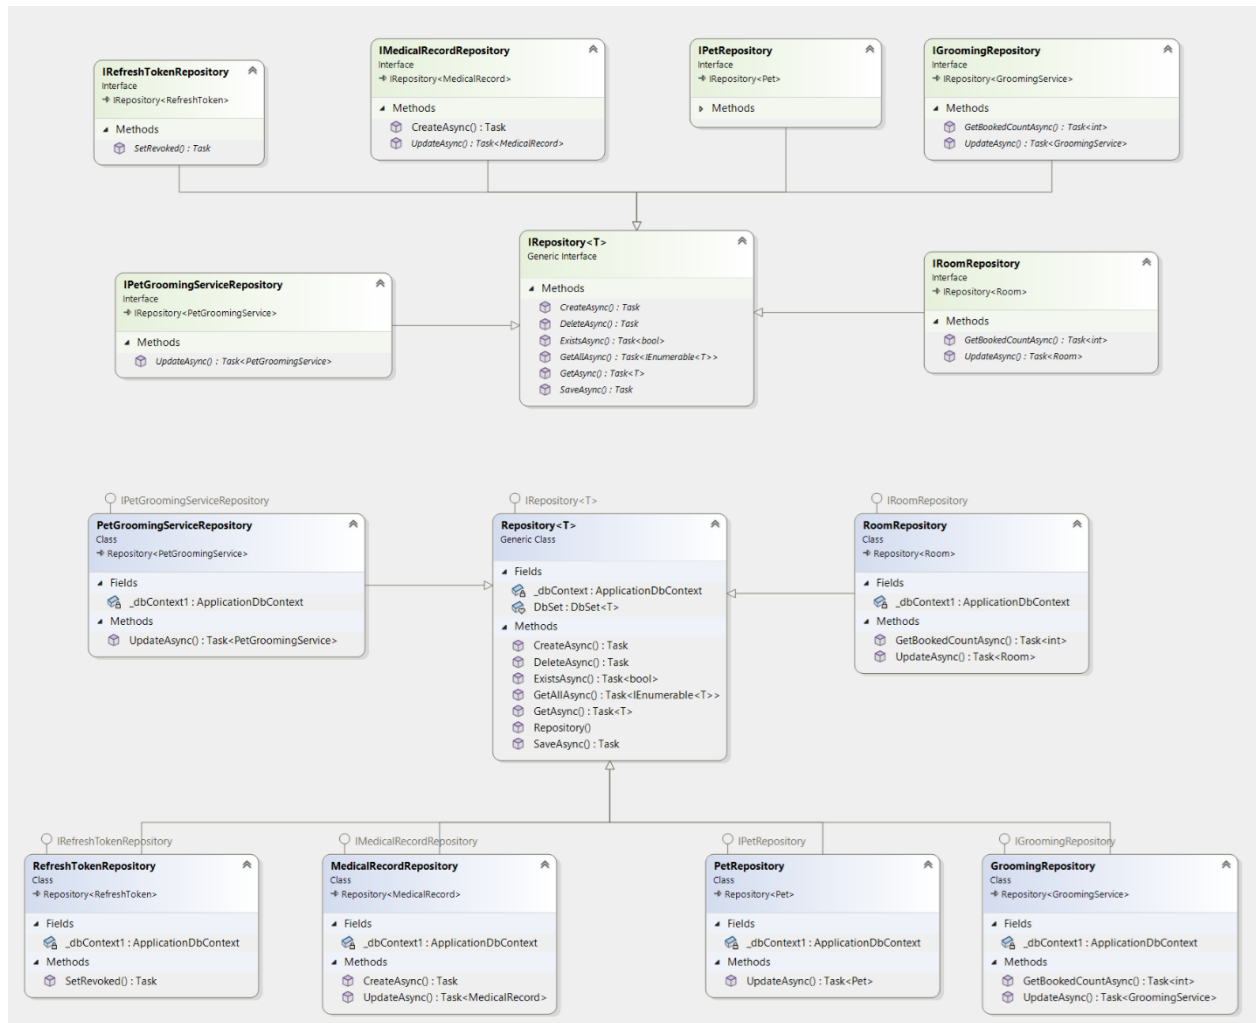 IRefreshTokenRepository
Interface
IRepository<RefreshToken>
Methods
SetRevoked() : Task
IMedicalRecordRepository
Interface
IRepository<MedicalRecord>
Methods
CreateAsync() : Task
UpdateAsync() : Task<MedicalRecord>
IPetRepository
Interface
IRepository<Pet>
Methods
IGroomingRepository
Interface
IRepository<GroomingService>
Methods
GetBookedCountAsync() : Task<int>
UpdateAsync() : Task<GroomingService>
IPetGroomingServiceRepository
Interface
IRepository<PetGroomingService>
Methods
UpdateAsync() : Task<PetGroomingService>
IRepository<T>
Generic Interface
Methods
CreateAsync() : Task
DeleteAsync() : Task
ExistsAsync() : Task<bool>
GetAllAsync() : Task<IEnumerable<T>>
GetAsync() : Task<T>
SaveAsync() : Task
IRoomRepository
Interface
IRepository<Room>
Methods
GetBookedCountAsync() : Task<int>
UpdateAsync() : Task<Room>
IPetGroomingServiceRepository
PetGroomingServiceRepository
Class
Repository<PetGroomingService>
Fields
_dbContext1 : ApplicationDbContext
Methods
UpdateAsync() : Task<PetGroomingService>
IRepository<T>
Repository<T>
Generic Class
Fields
_dbContext : ApplicationDbContext
DbSet : DbSet<T>
Methods
CreateAsync() : Task
DeleteAsync() : Task
ExistsAsync() : Task<bool>
GetAllAsync() : Task<IEnumerable<T>>
GetAsync() : Task<T>
Repository()
SaveAsync() : Task
IRoomRepository
RoomRepository
Class
Repository<Room>
Fields
_dbContext1 : ApplicationDbContext
Methods
GetBookedCountAsync() : Task<int>
UpdateAsync() : Task<Room>
IRefreshTokenRepository
RefreshTokenRepository
Class
Repository<RefreshToken>
Fields
_dbContext1 : ApplicationDbContext
Methods
SetRevoked() : Task
IMedicalRecordRepository
MedicalRecordRepository
Class
Repository<MedicalRecord>
Fields
_dbContext1 : ApplicationDbContext
Methods
CreateAsync() : Task
UpdateAsync() : Task<MedicalRecord>
IPetRepository
PetRepository
Class
Repository<Pet>
Fields
_dbContext1 : ApplicationDbContext
Methods
UpdateAsync() : Task<Pet>
IGroomingRepository
GroomingRepository
Class
Repository<GroomingService>
Fields
_dbContext1 : ApplicationDbContext
Methods
GetBookedCountAsync() : Task<int>
UpdateAsync() : Task<GroomingService>